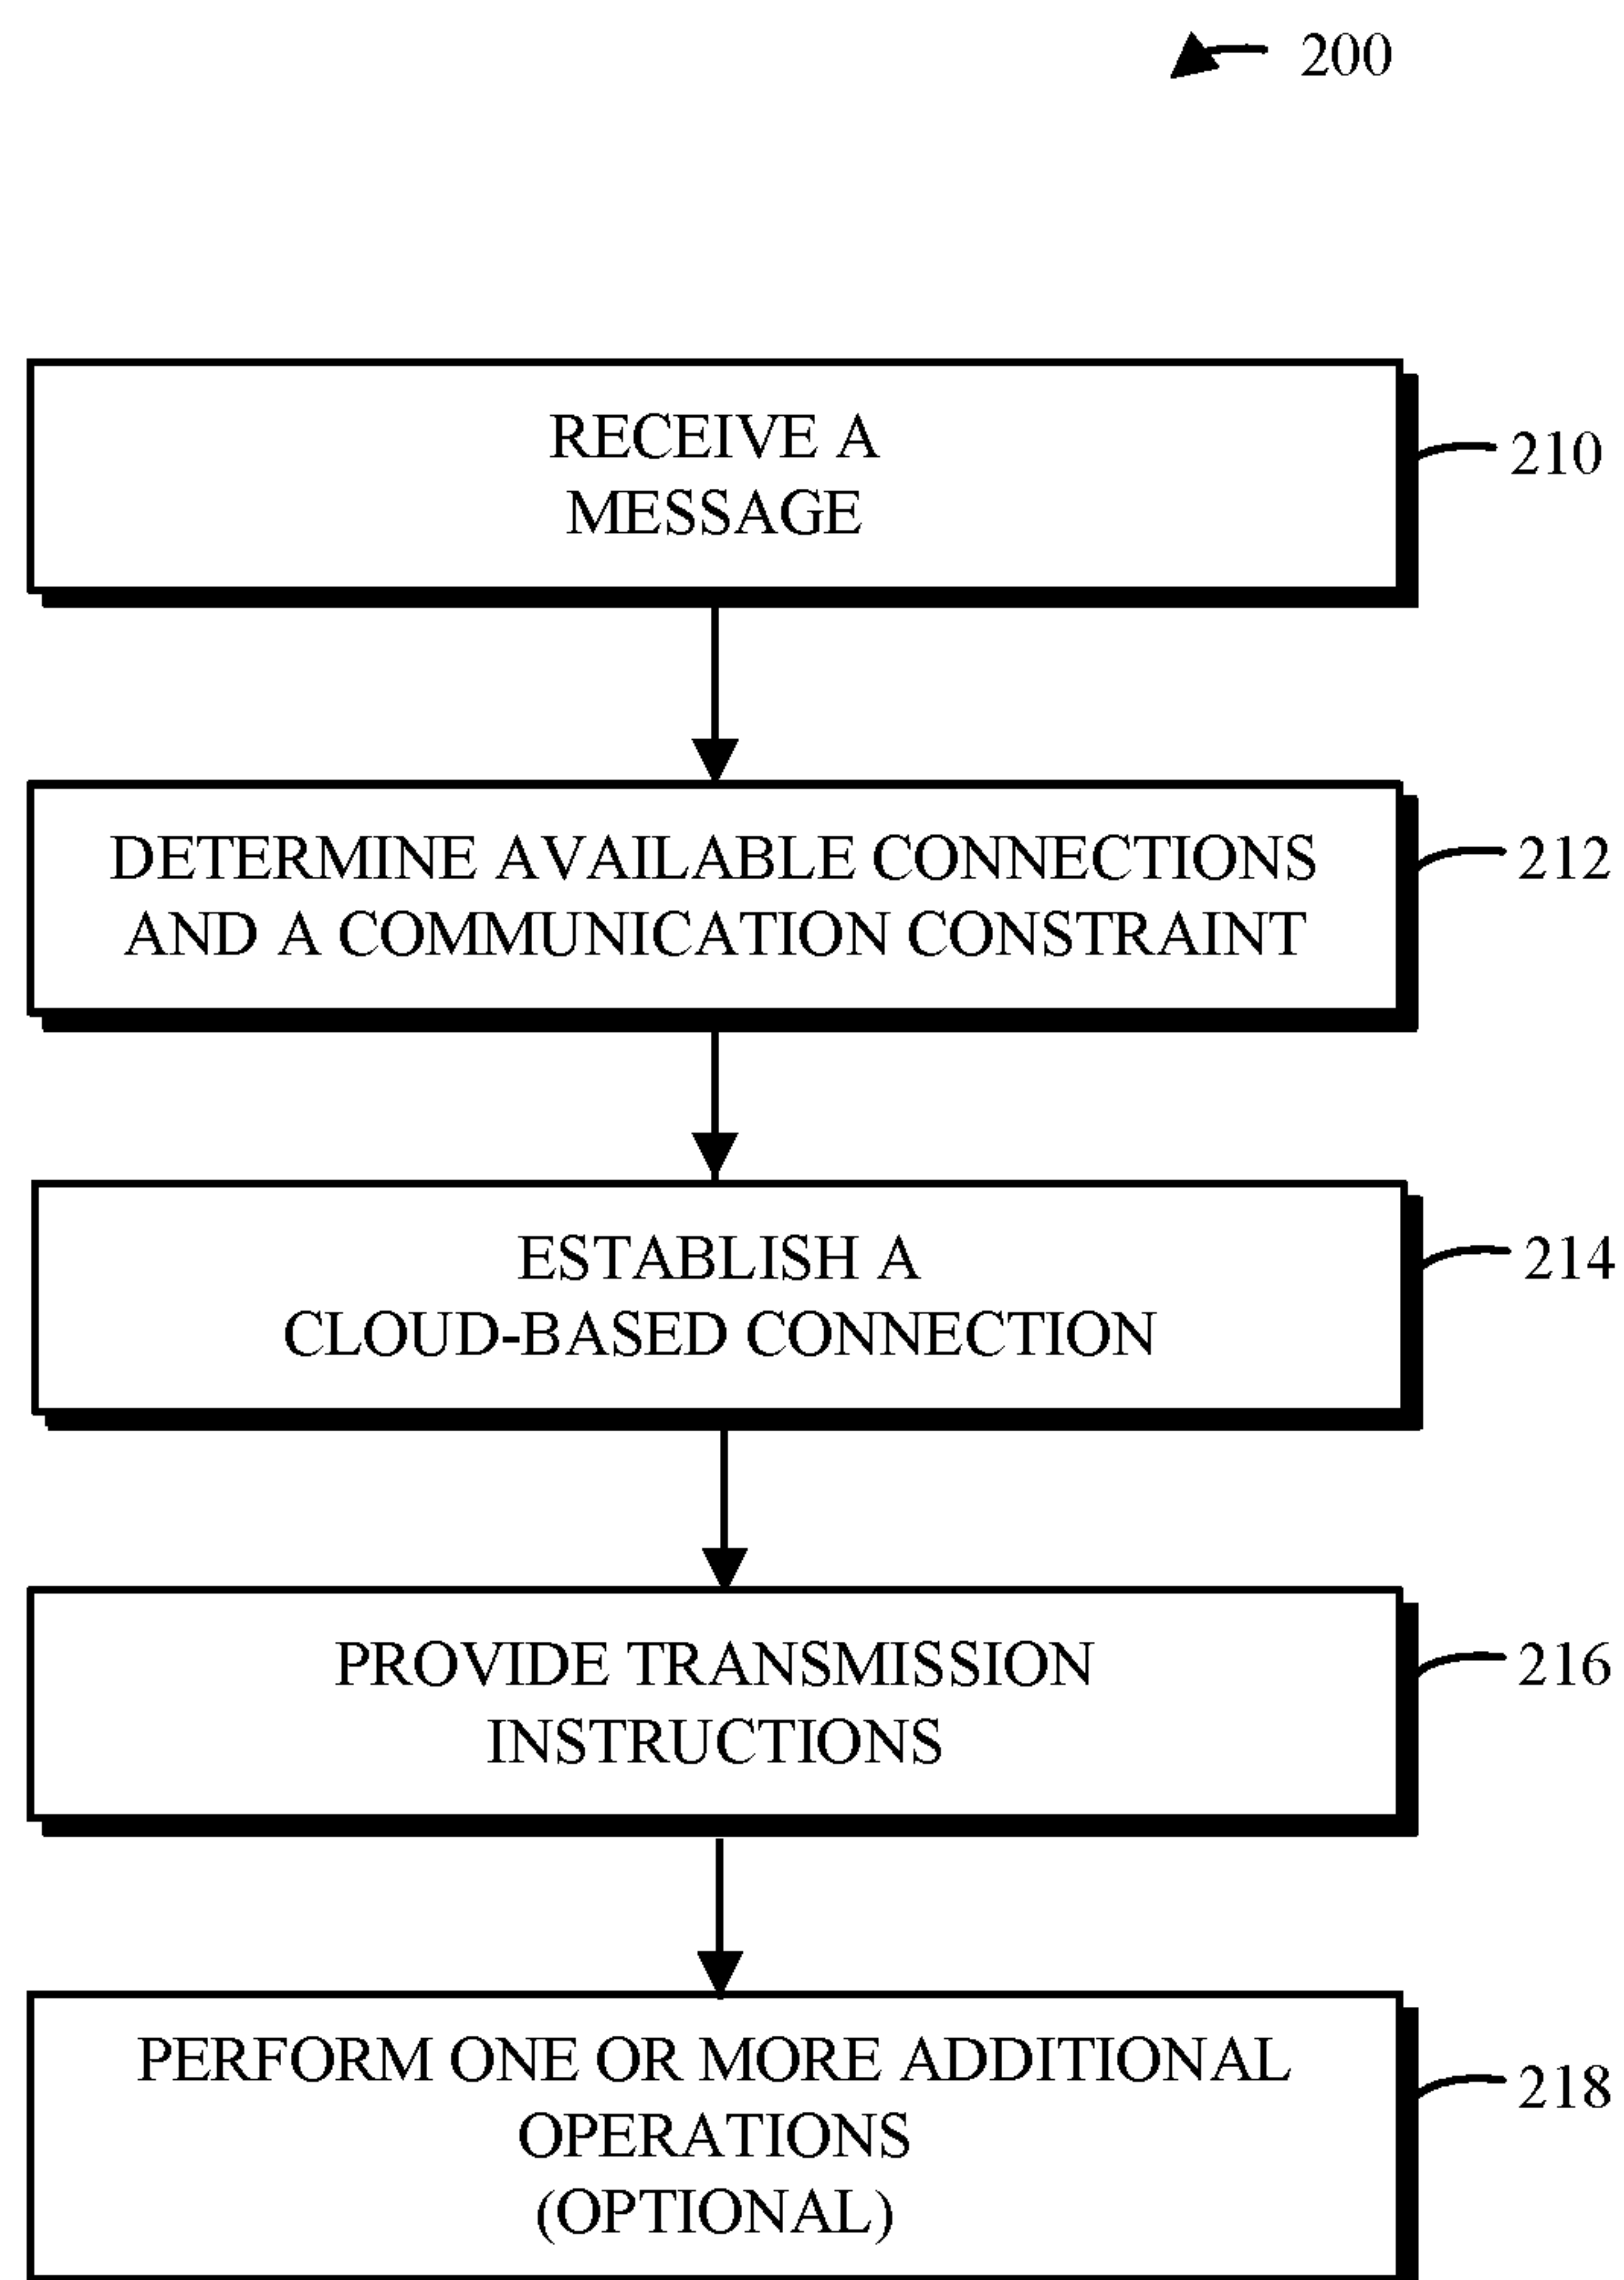 200
RECEIVE A
MESSAGE
210
DETERMINE AVAILABLE CONNECTIONS
AND A COMMUNICATION CONSTRAINT
212
ESTABLISH A
CLOUD-BASED CONNECTION
214
PROVIDE TRANSMISSION
INSTRUCTIONS
216
PERFORM ONE OR MORE ADDITIONAL
OPERATIONS
(OPTIONAL)
218